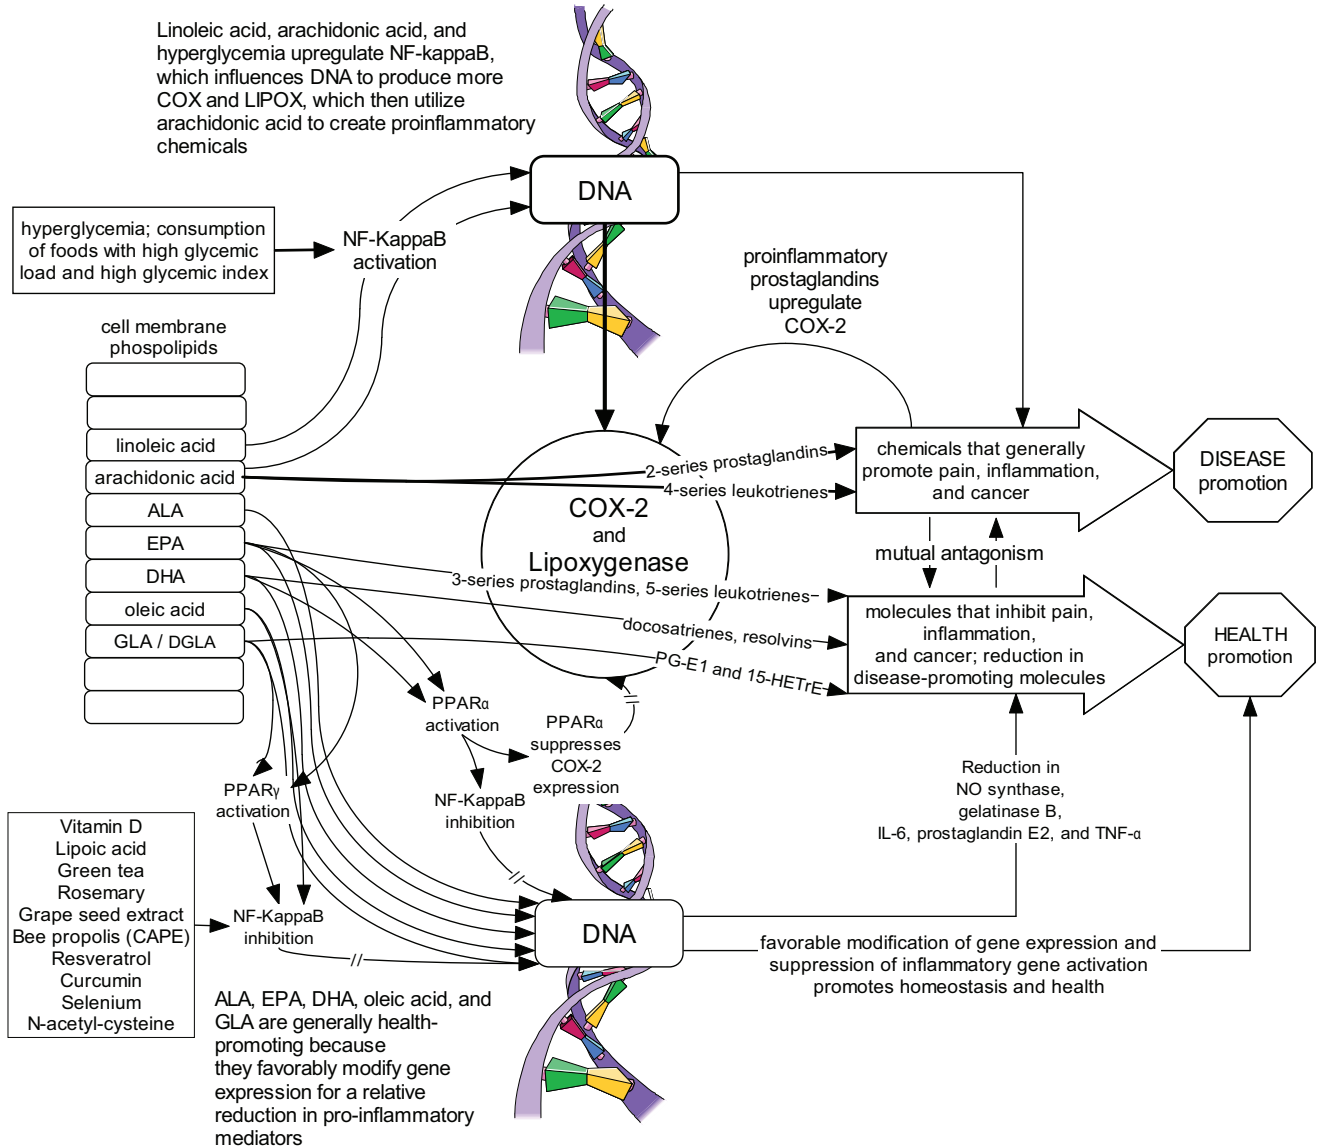 Linoleic acid, arachidonic acid, and
hyperglycemia upregulate NF-kappaB,
which influences DNA to produce more
COX and LIPOX, which then utilize
arachidonic acid to create proinflammatory
chemicals
DNA
hyperglycemia; consumption
of foods with high glycemic
load and high glycemic index
NF-KappaB
activation
proinflammatory
prostaglandins
upregulate
COX-2
cell membrane
phospolipids
linoleic acid
arachidonic acid
ALA
EPA
DHA
oleic acid
GLA / DGLA
COX-2
and
Lipoxygenase
2-series prostaglandins
4-series leukotrienes
3-series prostaglandins, 5-series leukotrienes
docosatrienes, resolvins
PG-E1 and 15-HETrE
chemicals that generally
promote pain, inflammation,
and cancer
DISEASE
promotion
mutual antagonism
molecules that inhibit pain,
inflammation,
and cancer; reduction in
disease-promoting molecules
HEALTH
promotion
PPARα
activation
PPARα
suppresses
COX-2
expression
NF-KappaB
inhibition
PPARγ
activation
Reduction in
NO synthase,
gelatinase B,
IL-6, prostaglandin E2, and TNF-α
Vitamin D
Lipoic acid
Green tea
Rosemary
Grape seed extract
Bee propolis (CAPE)
Resveratrol
Curcumin
Selenium
N-acetyl-cysteine
NF-KappaB
inhibition
DNA
favorable modification of gene expression and
suppression of inflammatory gene activation
promotes homeostasis and health
ALA, EPA, DHA, oleic acid, and
GLA are generally health-
promoting because
they favorably modify gene
expression for a relative
reduction in pro-inflammatory
mediators